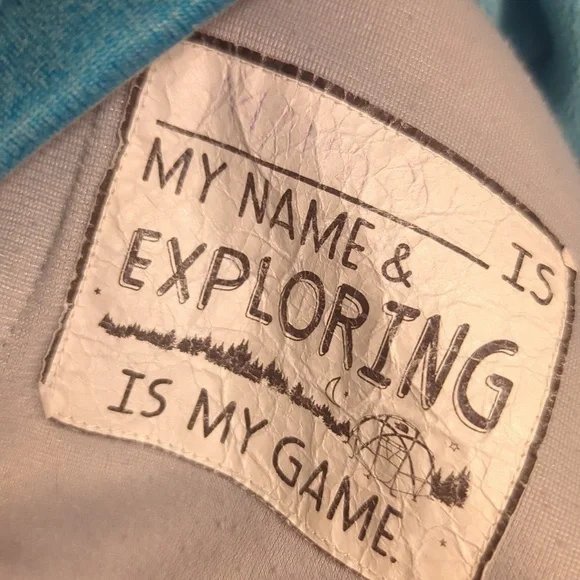 IS
MY NAME &
EXPLORING
IS MY GAME.